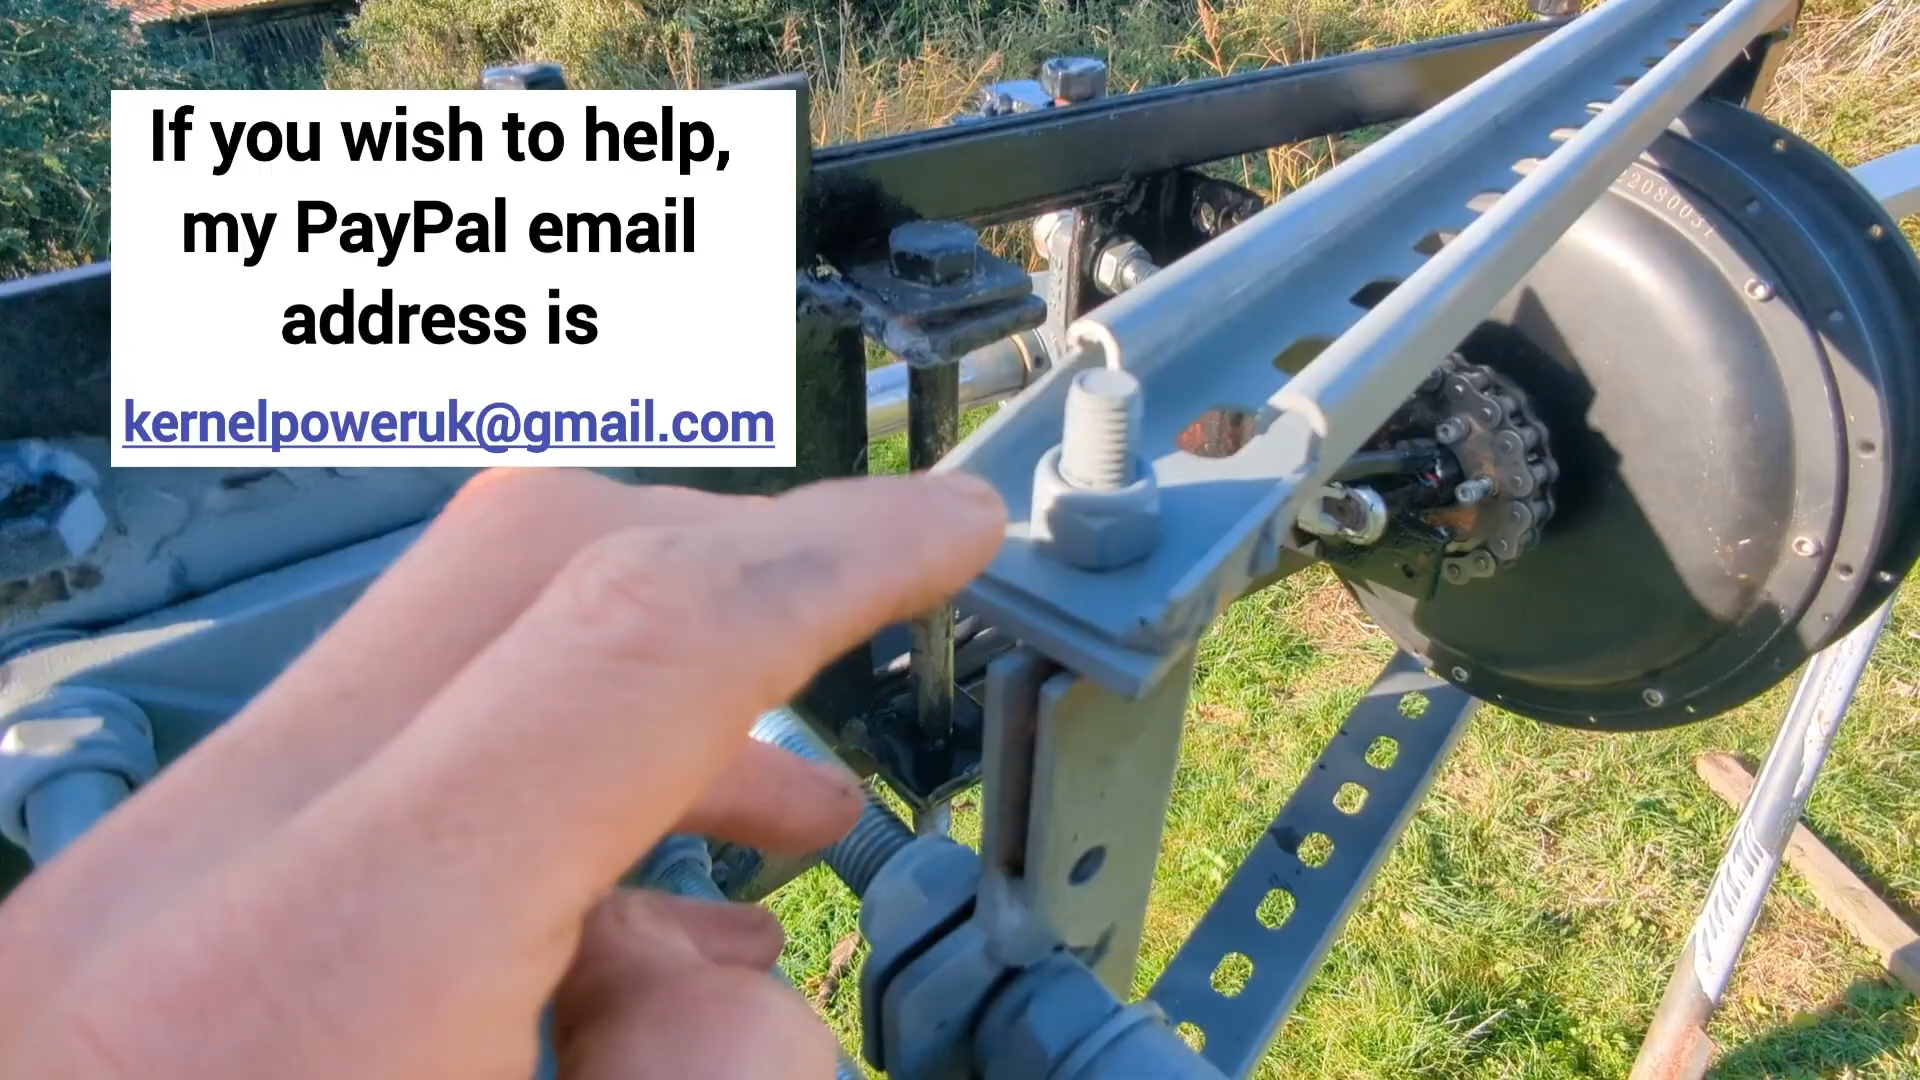 If you wish to help,
my PayPal email
address is
kernelpoweruk@gmail.com